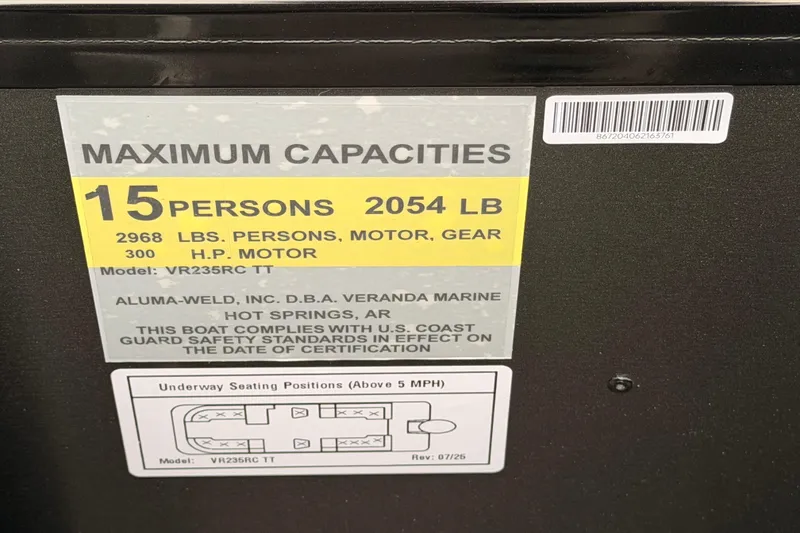 MAXIMUM CAPACITIES
15 PERSONS 2054 LB
2968 LBS. PERSONS, MOTOR, GEAR
300 H.P. MOTOR
Model: VR235RC TT
ALUMA-WELD, INC. D.B.A. VERANDA MARINE
HOT SPRINGS, AR
THIS BOAT COMPLIES WITH U.S. COAST
GUARD SAFETY STANDARDS IN EFFECT ON
THE DATE OF CERTIFICATION
867204062163761
Underway Seating Positions (Above 5 MPH)
Model: VR235RC TT Rev: 07/25